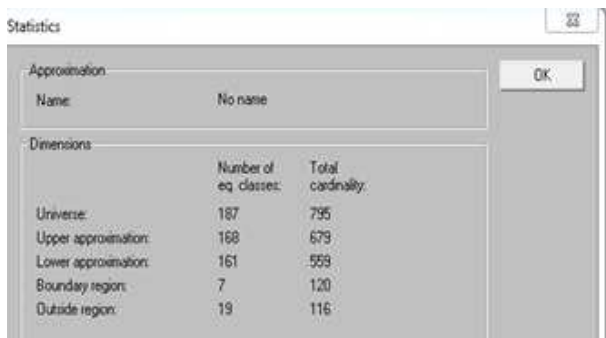 Statistics
Approximation
OK
Name: No name
Dimensions
Number of eq. classes: Total cardinality:
Universe: 187 795
Upper approximation: 168 679
Lower approximation: 161 559
Boundary region: 7 120
Outside region: 19 116